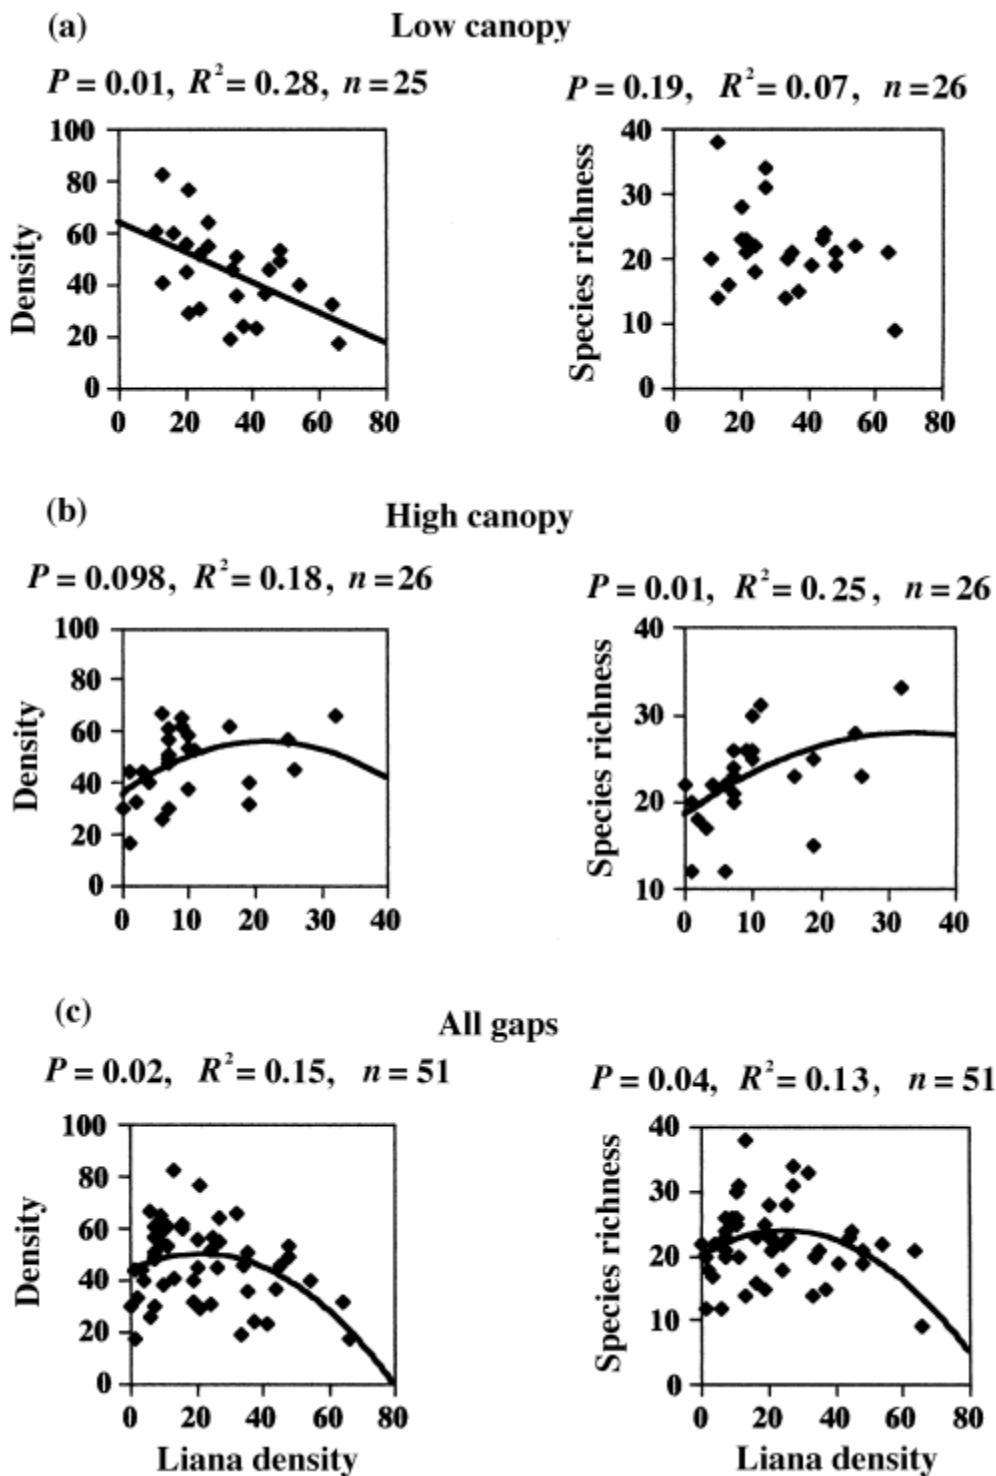 (a) Low canopy
P = 0.01, R² = 0.28, n = 25
100
80
60
40
20
0
Density
0 20 40 60 80
P = 0.19, R² = 0.07, n = 26
40
30
20
10
0
Species richness
0 20 40 60 80
(b) High canopy
P = 0.098, R² = 0.18, n = 26
100
80
60
40
20
0
Density
0 10 20 30 40
P = 0.01, R² = 0.25, n = 26
40
30
20
10
Species richness
0 10 20 30 40
(c) All gaps
P = 0.02, R² = 0.15, n = 51
100
80
60
40
20
0
Density
0 20 40 60 80
Liana density
P = 0.04, R² = 0.13, n = 51
40
30
20
10
0
Species richness
0 20 40 60 80
Liana density